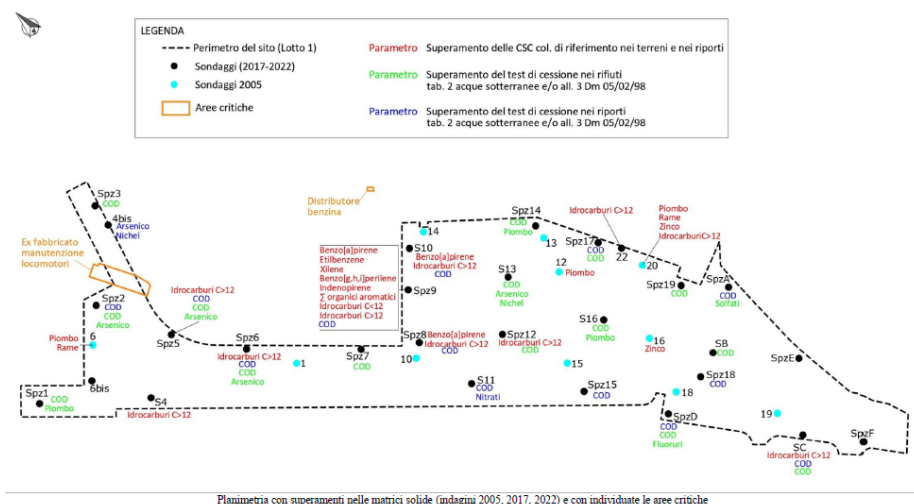 LEGENDA
Perimetro del sito (Lotto 1)
Sondaggi (2017-2022)
Sondaggi 2005
Aree critiche
Parametro Superamento delle CSC col. di riferimento nei terreni e nei riporti
Parametro Superamento del test di cessione nei rifiuti
tab. 2 acque sotterranee e/o all. 3 Dm 05/02/98
Parametro Superamento del test di cessione nei riporti
tab. 2 acque sotterranee e/o all. 3 Dm 05/02/98
Spz3
COD
4bis
Arsenico
Nichel
Ex fabbricato
manutenzione
locomotori
Distributore
benzina
Spz2
COD
COD
Arsenico
6
Piombo
Rame
6bis
Spz1
COD
Piombo
S4
Idrocarburi C>12
Idrocarburi C>12
COD
COD
Arsenico
Spz5
Spz6
Idrocarburi C>12
COD
COD
Arsenico
1
Spz7
COD
Benzo[a]pirene
Etilbenzene
Xilene
Benzo[g,h,i]perilene
Indenopirene
∑ organici aromatici
Idrocarburi C<12
Idrocarburi C>12
COD
14
S10
Benzo[a]pirene
Idrocarburi C>12
COD
Spz9
Spz8
Benzo[a]pirene
Idrocarburi C>12
10
S11
COD
Nitrati
Spz14
COD
Piombo
13
12
Piombo
S13
COD
Arsenico
Nichel
Spz12
Idrocarburi C>12
COD
15
Spz15
COD
S16
COD
Piombo
Idrocarburi C>12
Spz17
COD
COD
22
Piombo
Rame
Zinco
IdrocarburiC>12
20
Spz19
COD
SpzA
COD
Solfati
16
Zinco
SB
COD
Spz18
COD
18
SpzD
COD
COD
Fluoruri
SpzE
19
SC
Idrocarburi C>12
COD
COD
SpzF
Planimetria con superamenti nelle matrici solide (indagini 2005, 2017, 2022) e con individuate le aree critiche